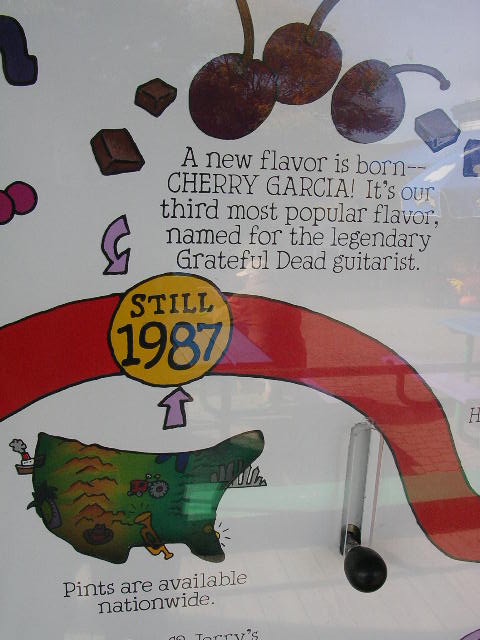 A new flavor is born--
CHERRY GARCIA! It's our
third most popular flavor,
named for the legendary
Grateful Dead guitarist.
STILL
1987
Pints are available
nationwide.
Jerry's